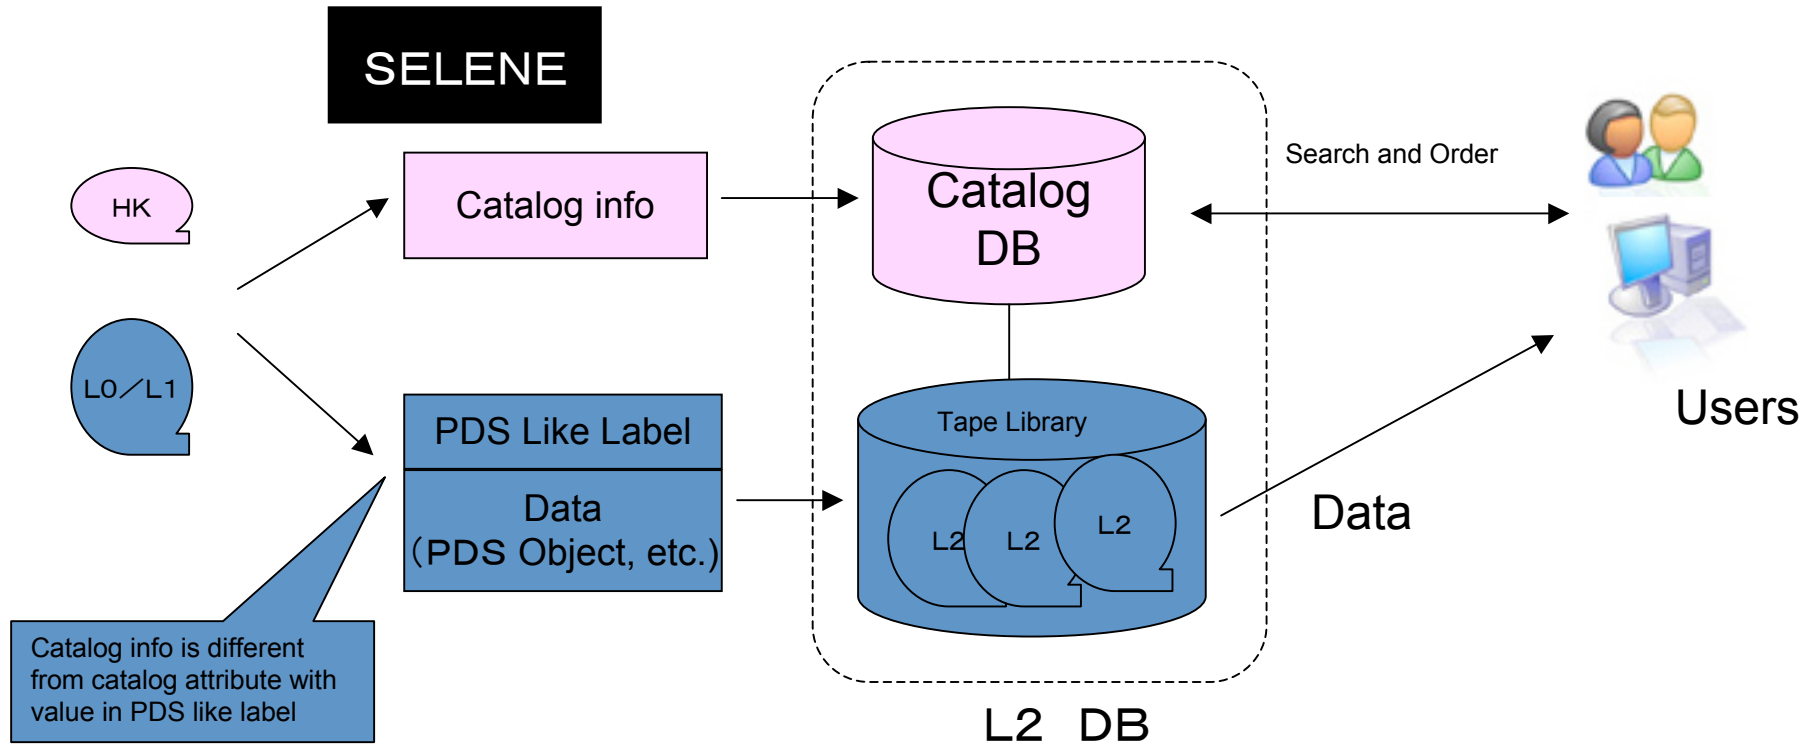 SELENE
HK
Catalog info
Catalog
DB
Search and Order
L0／L1
PDS Like Label
Data
（PDS Object, etc.)
Tape Library
L2
L2
L2
Users
Data
Catalog info is different
from catalog attribute with
value in PDS like label
L2 DB